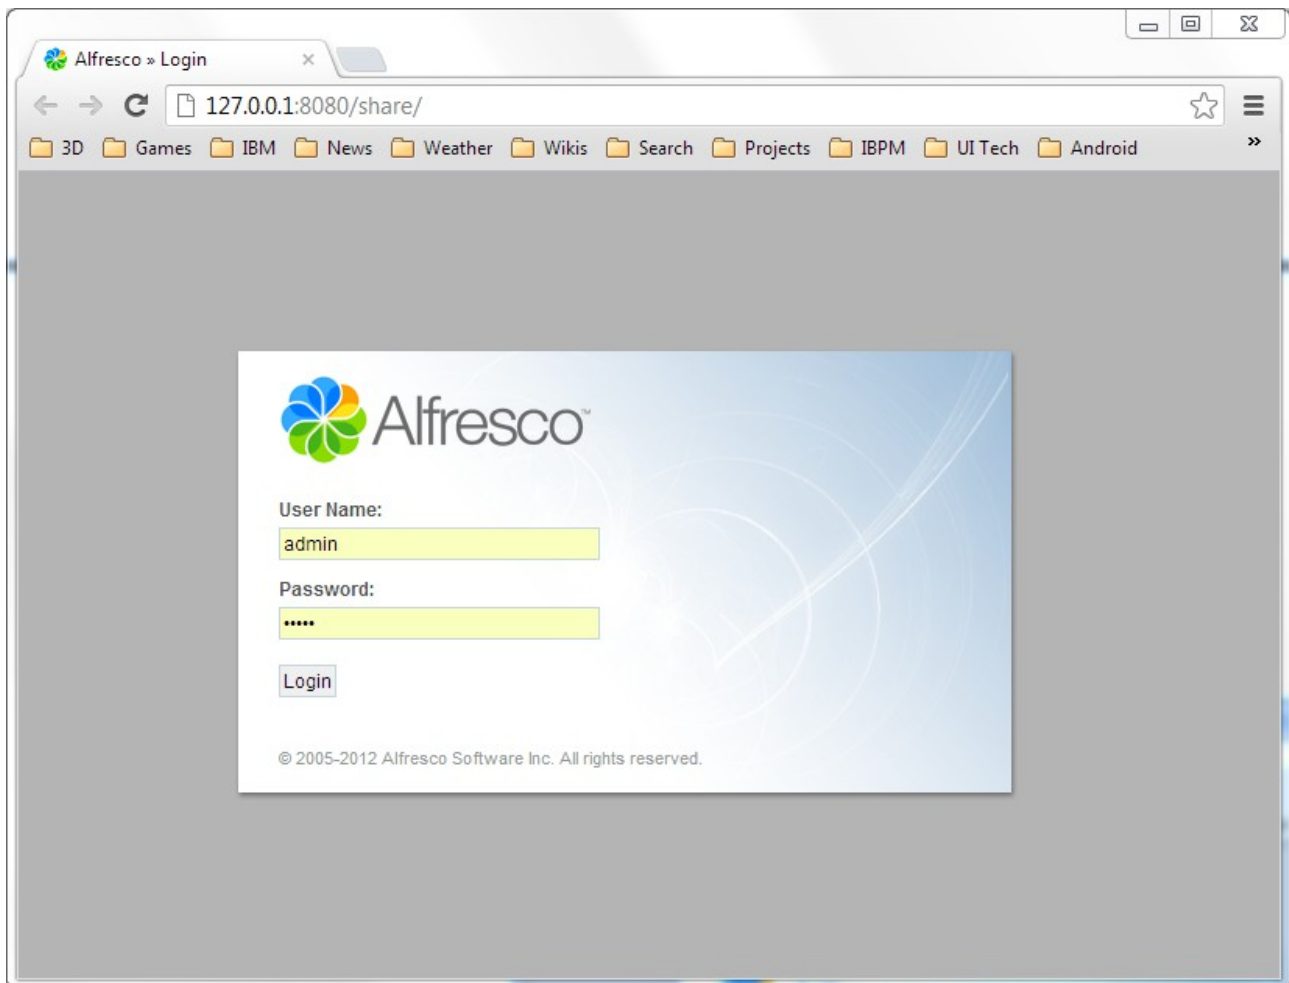 Alfresco » Login
127.0.0.1:8080/share/
3D Games IBM News Weather Wikis Search Projects IBPM UI Tech Android »
Alfresco™
User Name:
admin
Password:
•••••
Login
© 2005-2012 Alfresco Software Inc. All rights reserved.